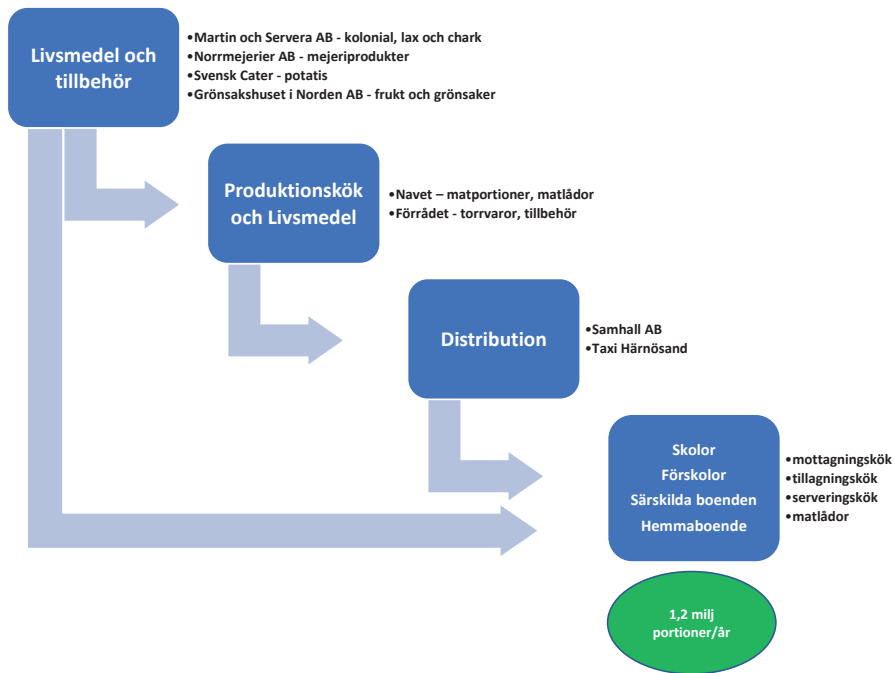 Livsmedel och
tillbehör
•Martin och Servera AB - kolonial, lax och chark
•Norrmejerier AB - mejeriprodukter
•Svensk Cater - potatis
•Grönsakshuset i Norden AB - frukt och grönsaker
Produktionskök
och Livsmedel
•Navet – matportioner, matlådor
•Förrådet - torrvaror, tillbehör
Distribution
•Samhall AB
•Taxi Härnösand
Skolor
Förskolor
Särskilda boenden
Hemmaboende
•mottagningskök
•tillagningskök
•serveringskök
•matlådor
1,2 milj
portioner/år